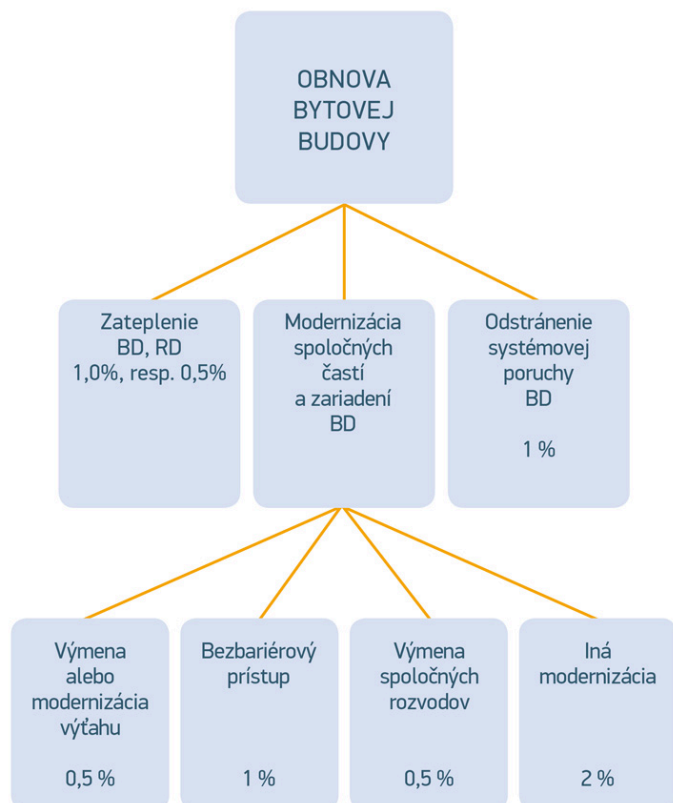 OBNOVA
BYTOVEJ
BUDOVY
Zateplenie
BD, RD
1,0%, resp. 0,5%
Modernizácia
spoločných
častí
a zariadení
BD
Odstránenie
systémovej
poruchy
BD
1 %
Výmena
alebo
modernizácia
výťahu
0,5 %
Bezbariérový
prístup
1 %
Výmena
spoločných
rozvodov
0,5 %
Iná
modernizácia
2 %